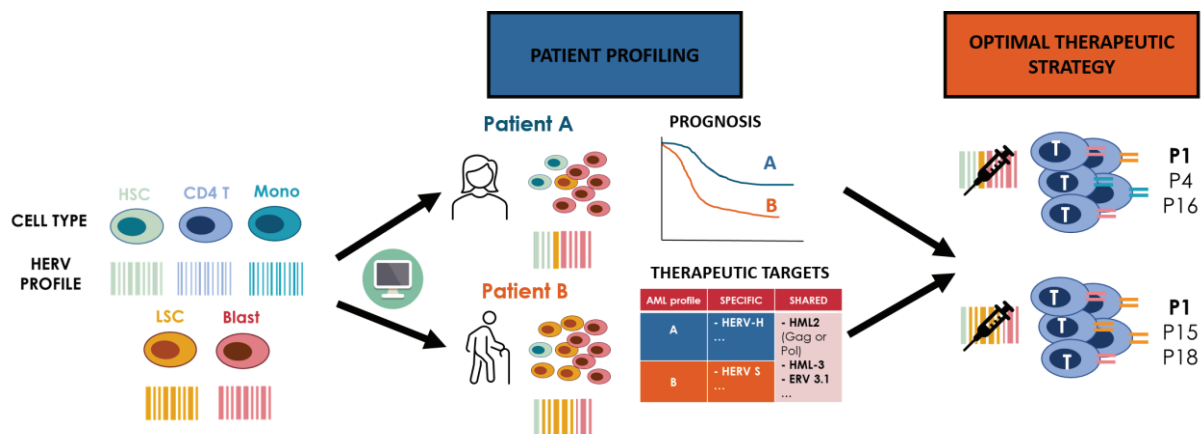 PATIENT PROFILING
OPTIMAL THERAPEUTIC
STRATEGY
HSC
CD4 T
Mono
CELL TYPE
HERV
PROFILE
LSC
Blast
Patient A
Patient B
PROGNOSIS
A
B
THERAPEUTIC TARGETS
AML profile SPECIFIC SHARED
A
- HERV-H
...
B
- HERV S
...
- HML2
(Gag or
Pol)
- HML-3
- ERV 3.1
...
T
T
T
P1
P4
P16
T
T
T
P1
P15
P18